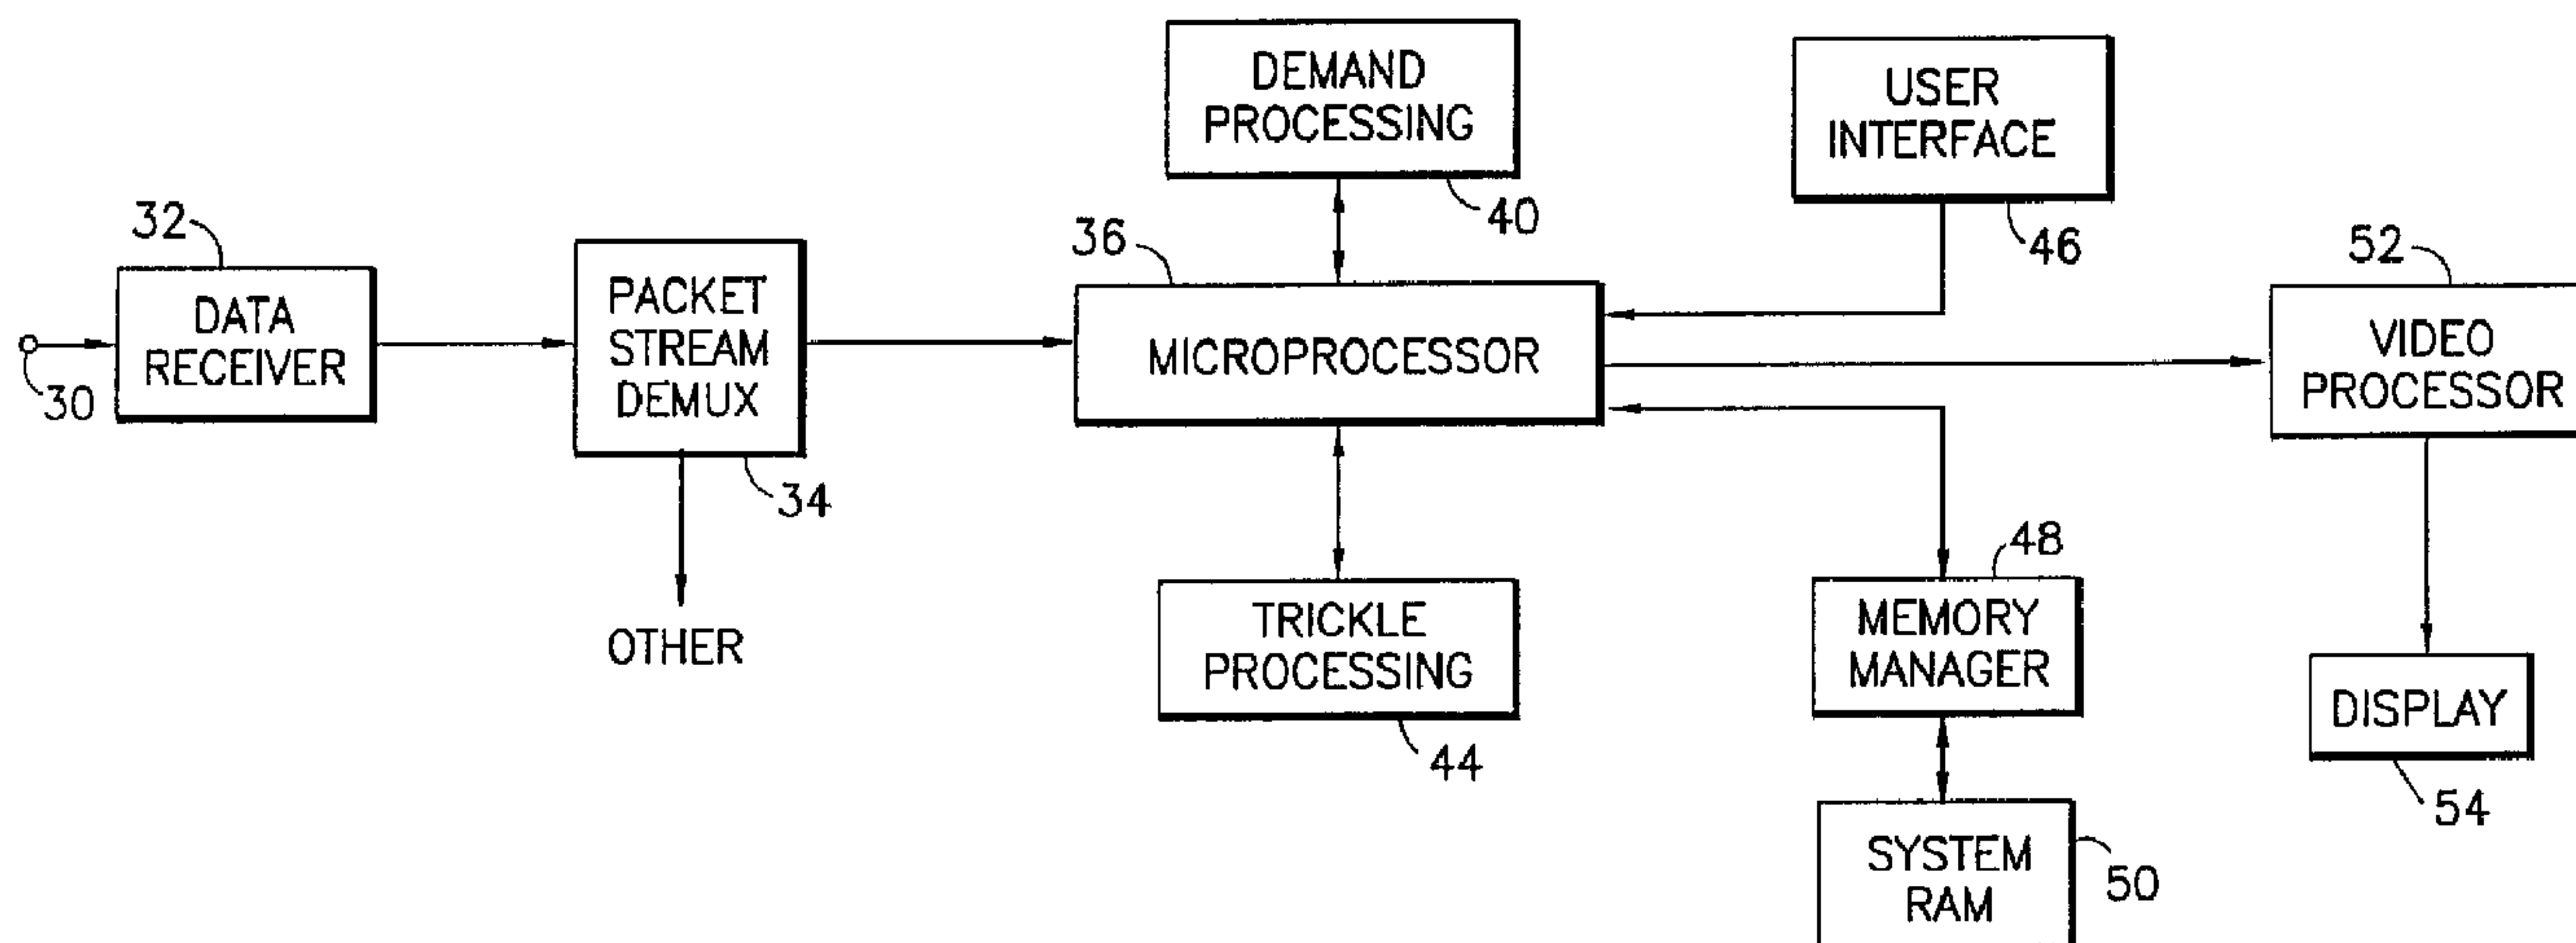 DEMAND
PROCESSING
40
USER
INTERFACE
46
32
DATA
RECEIVER
30
PACKET
STREAM
DEMUX
34
OTHER
36
MICROPROCESSOR
52
VIDEO
PROCESSOR
TRICKLE
PROCESSING
44
48
MEMORY
MANAGER
DISPLAY
54
SYSTEM
RAM
50